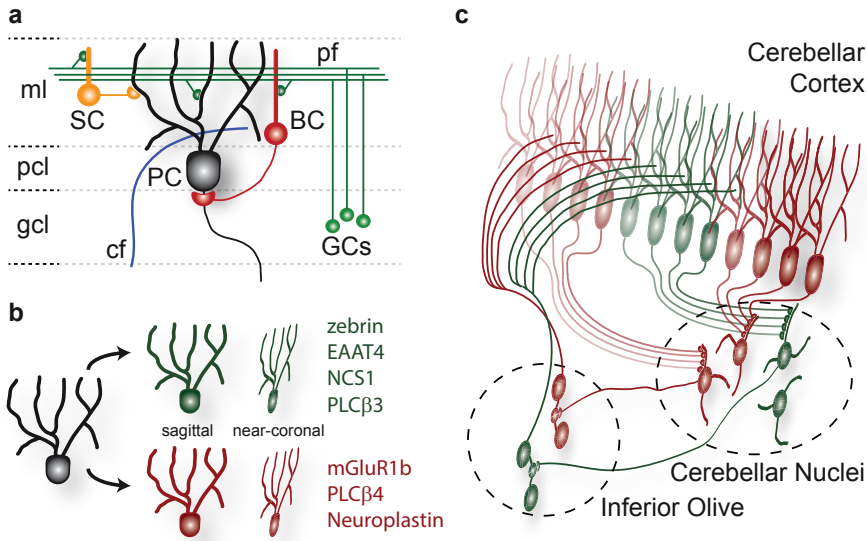 a
pf
ml
SC
BC
pcl
PC
gcl
cf
GCs
b
zebrin
EAAT4
NCS1
PLCβ3
sagittal
near-coronal
mGluR1b
PLCβ4
Neuroplastin
c
Cerebellar
Cortex
Cerebellar Nuclei
Inferior Olive